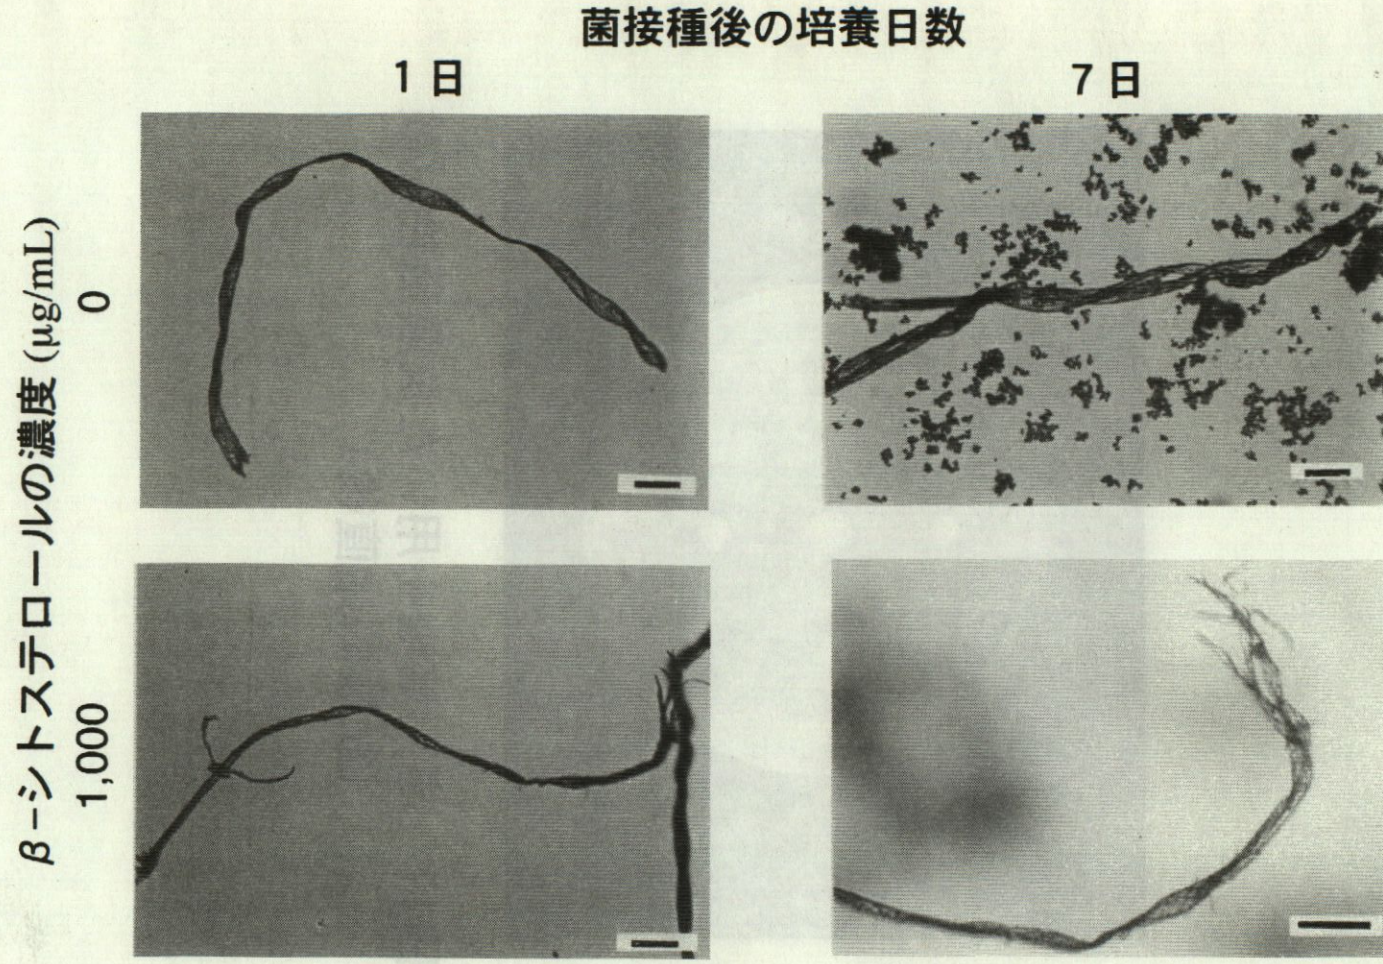 菌接種後の培養日数
1 日
7 日
β-シトステロールの濃度 (μg/mL)
0
1,000